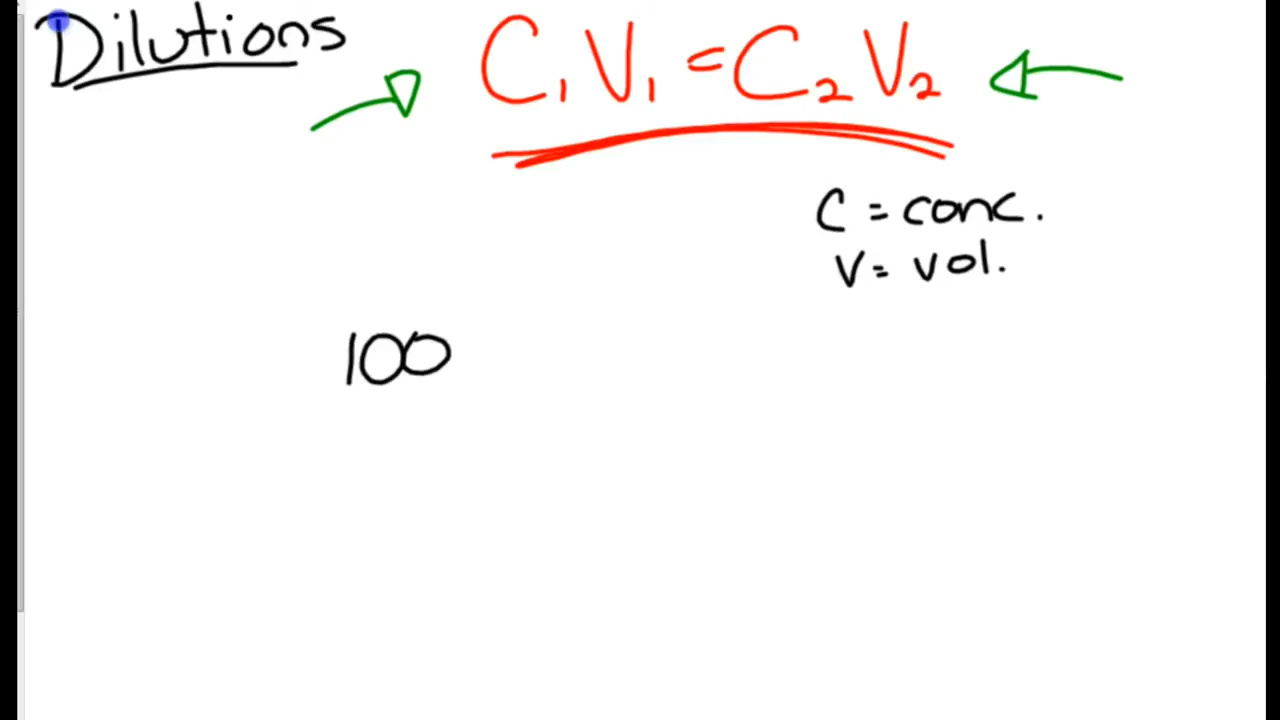 Dilutions
C₁V₁ = C₂V₂
C = conc.
V = vol.
100